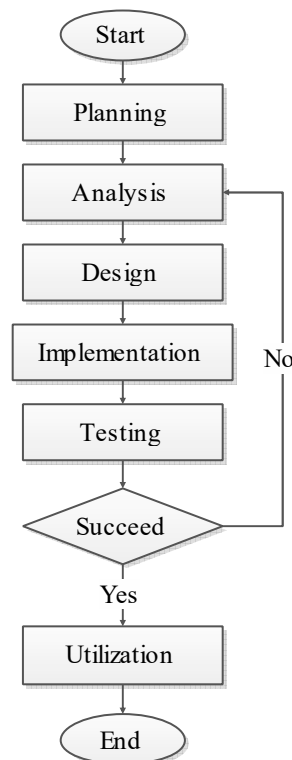 Start
Planning
Analysis
Design
Implementation
No
Testing
Succeed
Yes
Utilization
End